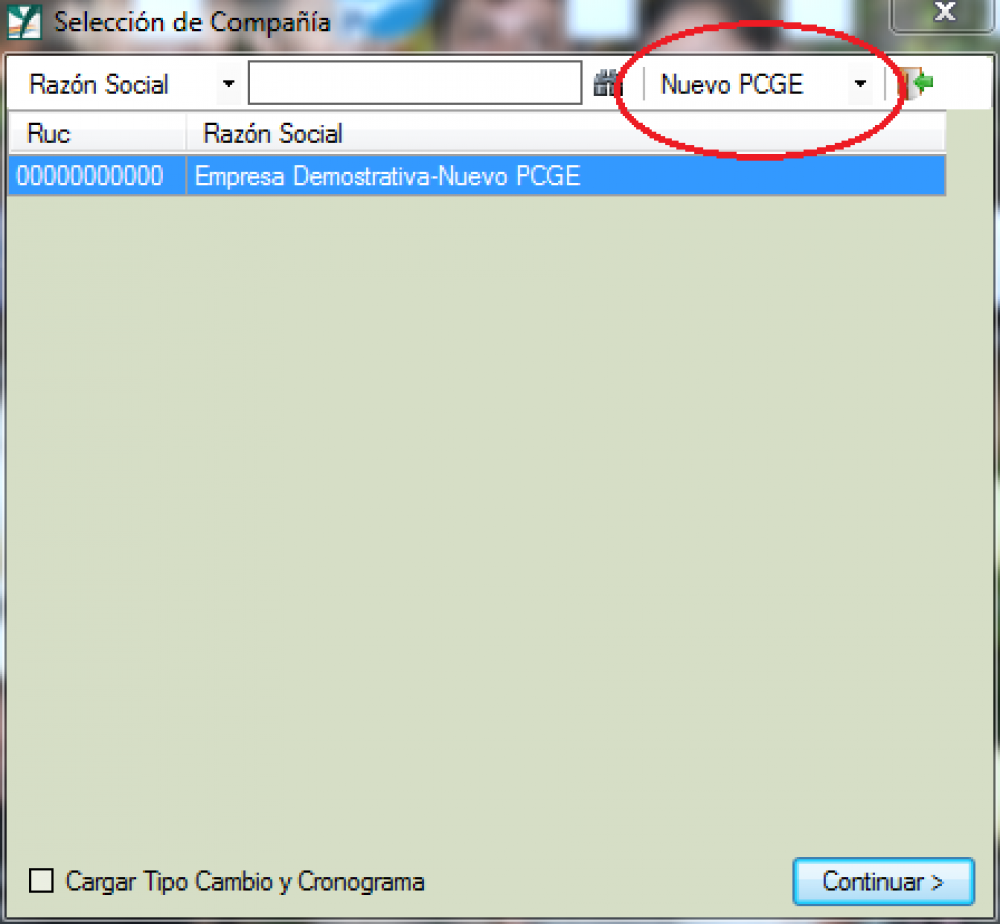 Selección de Compañía
Razón Social Nuevo PCGE
Ruc Razón Social
00000000000 Empresa Demostrativa-Nuevo PCGE
Cargar Tipo Cambio y Cronograma Continuar >